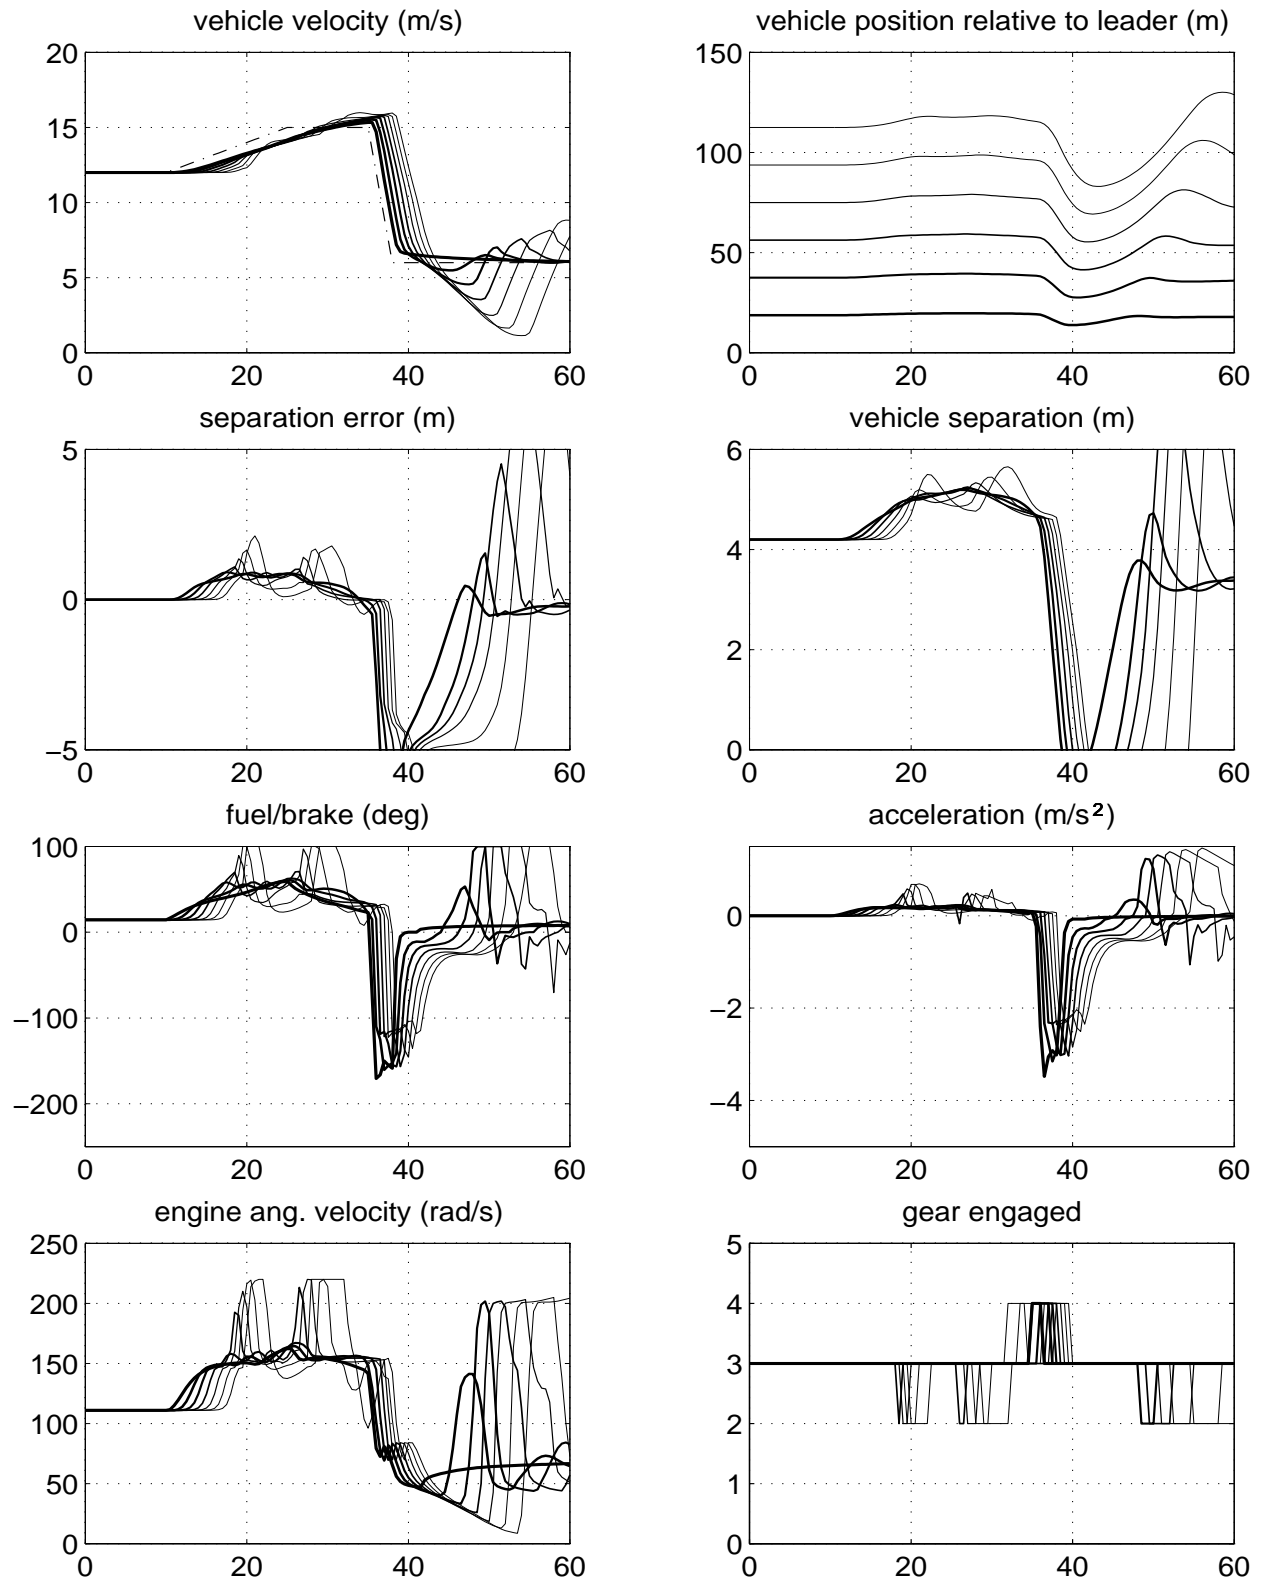 vehicle velocity (m/s)
vehicle position relative to leader (m)
20
15
10
5
0
0 20 40 60
150
100
50
0
0 20 40 60
separation error (m)
vehicle separation (m)
5
0
−5
0 20 40 60
6
4
2
0
0 20 40 60
fuel/brake (deg)
acceleration (m/s²)
100
0
−100
−200
0 20 40 60
0
−2
−4
0 20 40 60
engine ang. velocity (rad/s)
gear engaged
250
200
150
100
50
0
0 20 40 60
5
4
3
2
1
0
0 20 40 60